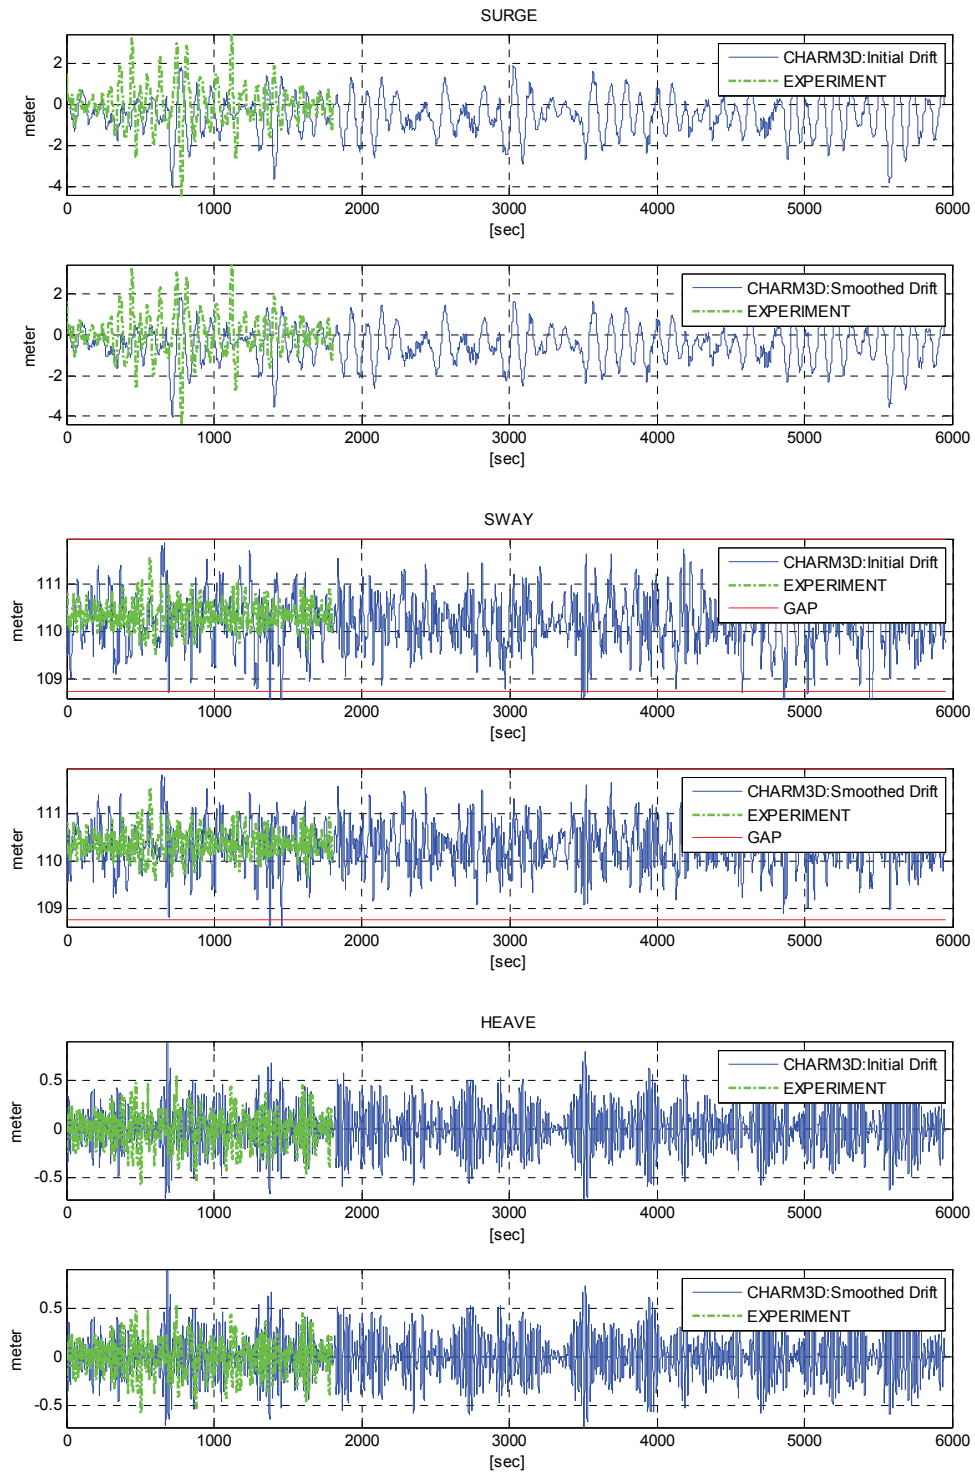 SURGE
CHARM3D:Initial Drift
EXPERIMENT
meter
2
0
-2
-4
0 1000 2000 3000 4000 5000 6000
[sec]
CHARM3D:Smoothed Drift
EXPERIMENT
meter
2
0
-2
-4
0 1000 2000 3000 4000 5000 6000
[sec]
SWAY
CHARM3D:Initial Drift
EXPERIMENT
GAP
meter
111
110
109
0 1000 2000 3000 4000 5000 6000
[sec]
CHARM3D:Smoothed Drift
EXPERIMENT
GAP
meter
111
110
109
0 1000 2000 3000 4000 5000 6000
[sec]
HEAVE
CHARM3D:Initial Drift
EXPERIMENT
meter
0.5
0
-0.5
0 1000 2000 3000 4000 5000 6000
[sec]
CHARM3D:Smoothed Drift
EXPERIMENT
meter
0.5
0
-0.5
0 1000 2000 3000 4000 5000 6000
[sec]